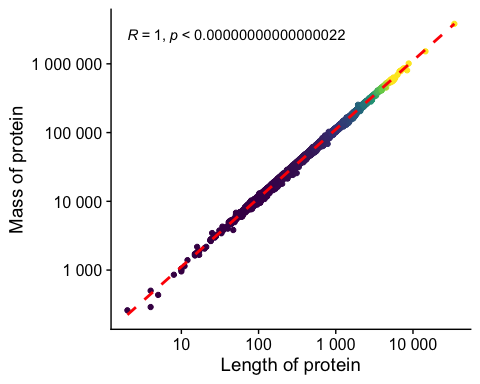 R = 1, p < 0.00000000000000022
Mass of protein
1 000 000
100 000
10 000
1 000
10 100 1 000 10 000
Length of protein